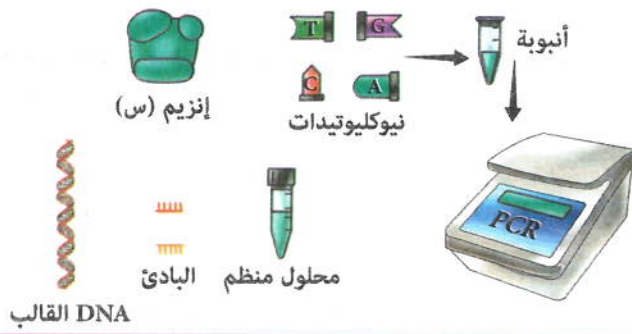 T G
C A
أنبوبة
إنزيم (س)
نيوكليوتيدات
PCR
محلول منظم
البادئ
DNA القالب